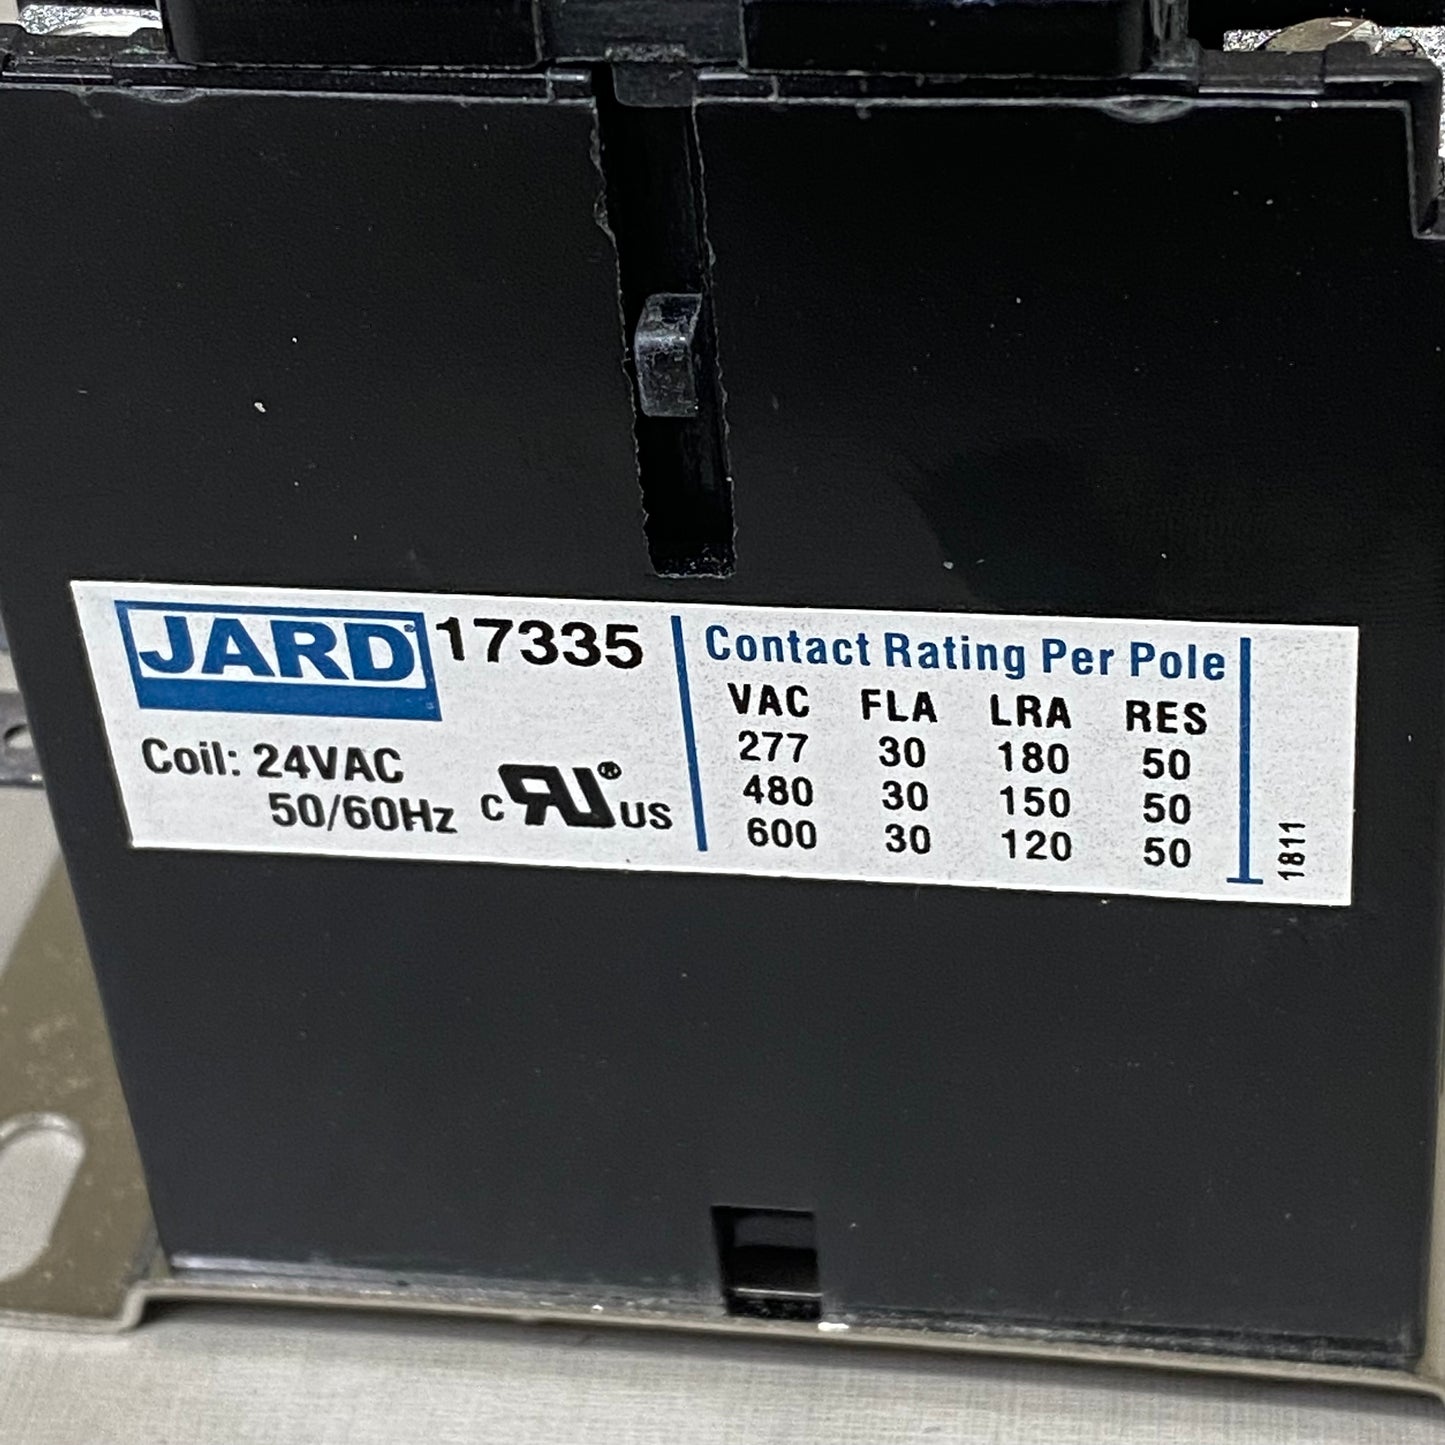 JARD® 17335
Coil: 24VAC
50/60Hz
c RU® US
Contact Rating Per Pole
VAC FLA LRA RES
277 30 180 50
480 30 150 50
600 30 120 50
1811